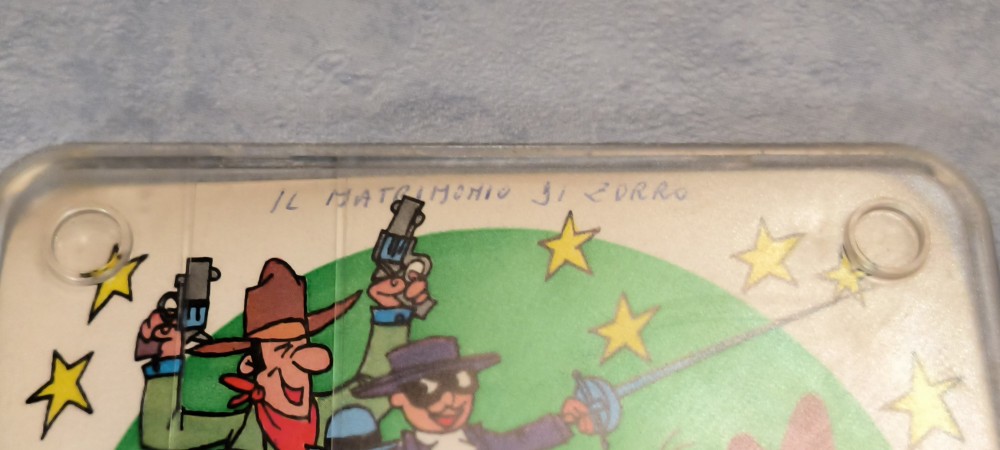 IL MATRIMONIO DI ZORRO